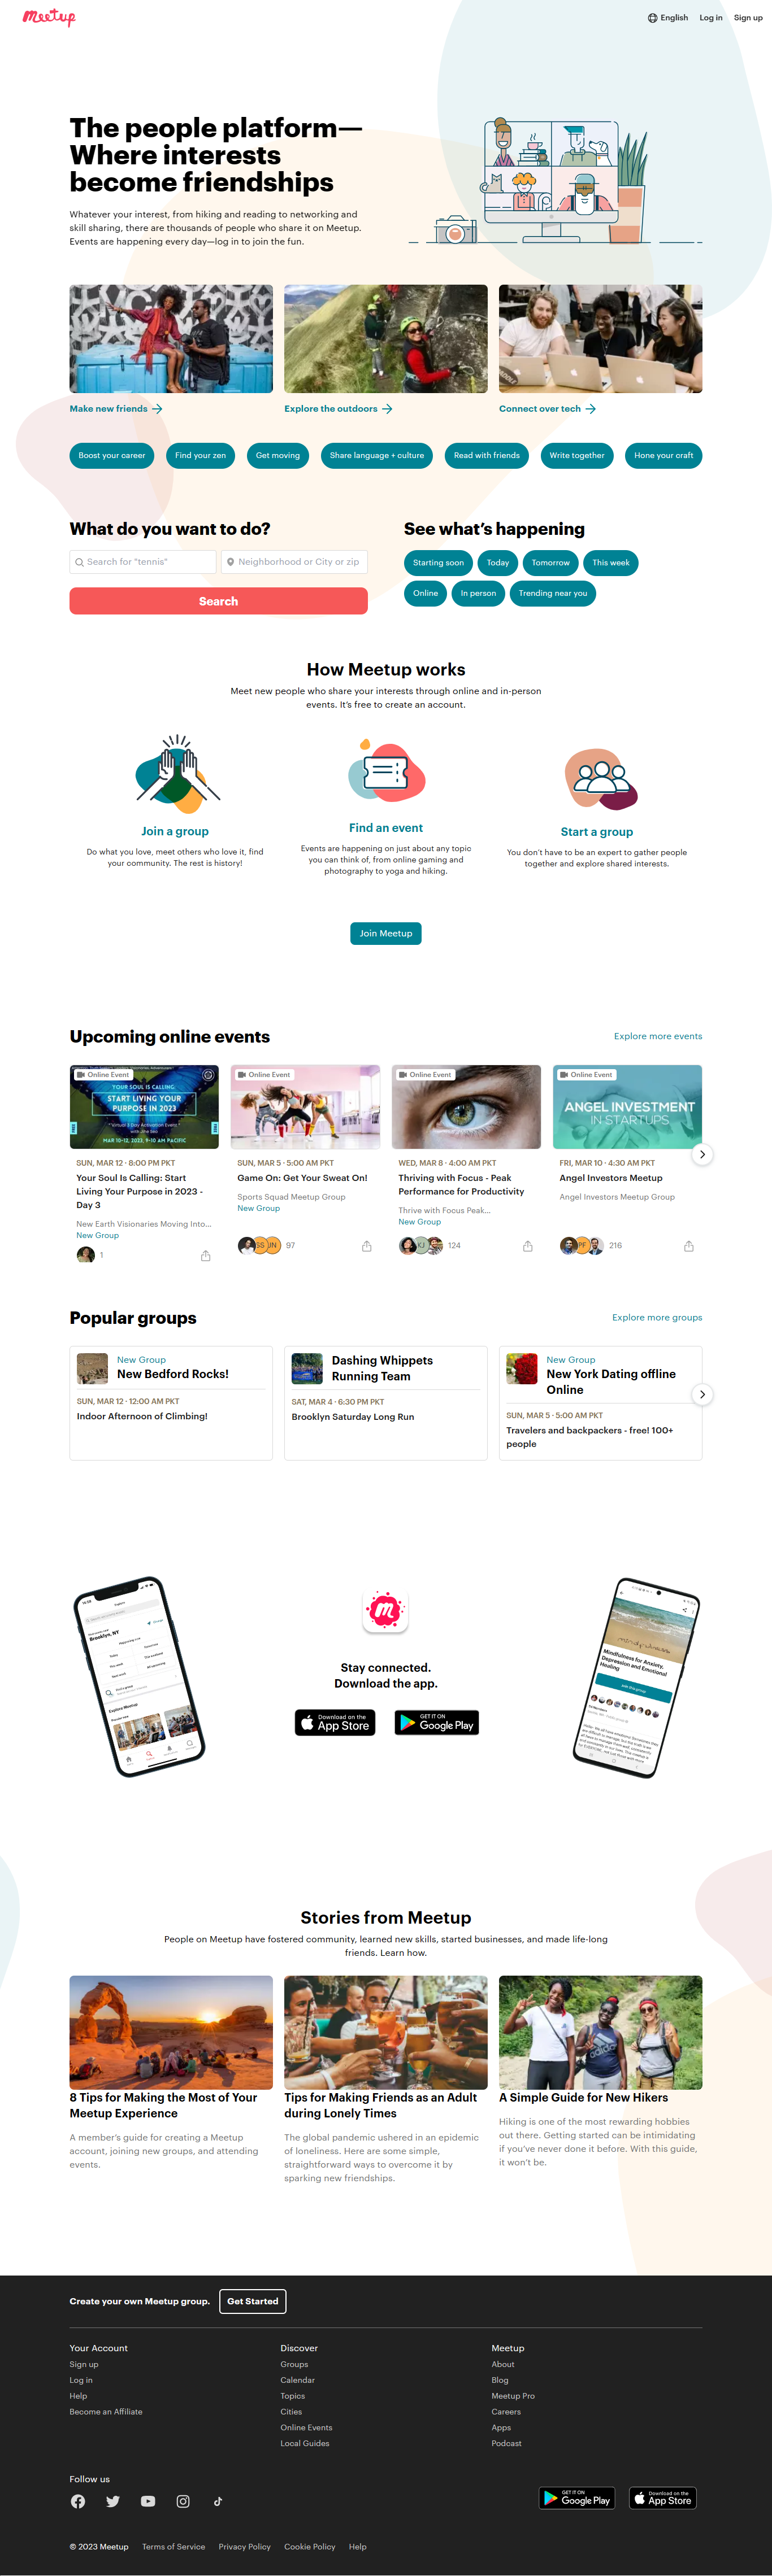 Meetup
English Log in Sign up
The people platform—
Where interests
become friendships
Whatever your interest, from hiking and reading to networking and
skill sharing, there are thousands of people who share it on Meetup.
Events are happening every day—log in to join the fun.
Make new friends
Explore the outdoors
Connect over tech
Boost your career
Find your zen
Get moving
Share language + culture
Read with friends
Write together
Hone your craft
What do you want to do?
Search for "tennis"
Neighborhood or City or zip
Search
See what’s happening
Starting soon
Today
Tomorrow
This week
Online
In person
Trending near you
How Meetup works
Meet new people who share your interests through online and in-person
events. It’s free to create an account.
Join a group
Do what you love, meet others who love it, find
your community. The rest is history!
Find an event
Events are happening on just about any topic
you can think of, from online gaming and
photography to yoga and hiking.
Start a group
You don’t have to be an expert to gather people
together and explore shared interests.
Join Meetup
Upcoming online events
Explore more events
Online Event
YOUR SOUL IS CALLING:
START LIVING YOUR
PURPOSE IN 2023
MAR 10-12, 2023, 9-10 AM PACIFIC
SUN, MAR 12 · 8:00 PM PKT
Your Soul Is Calling: Start
Living Your Purpose in 2023 -
Day 3
New Earth Visionaries Moving Into...
New Group
1
Online Event
SUN, MAR 5 · 5:00 AM PKT
Game On: Get Your Sweat On!
Sports Squad Meetup Group
New Group
SS
JN
97
Online Event
WED, MAR 8 · 4:00 AM PKT
Thriving with Focus - Peak
Performance for Productivity
Thrive with Focus Peak...
New Group
KJ
124
Online Event
ANGEL INVESTMENT
IN STARTUPS
FRI, MAR 10 · 4:30 AM PKT
Angel Investors Meetup
Angel Investors Meetup Group
PF
216
Popular groups
Explore more groups
New Group
New Bedford Rocks!
SUN, MAR 12 · 12:00 AM PKT
Indoor Afternoon of Climbing!
Dashing Whippets
Running Team
SAT, MAR 4 · 6:30 PM PKT
Brooklyn Saturday Long Run
New Group
New York Dating offline
Online
SUN, MAR 5 · 5:00 AM PKT
Travelers and backpackers - free! 100+
people
Brooklyn, NY
Explore Meetup
m
Stay connected.
Download the app.
Download on the
App Store
GET IT ON
Google Play
Mindfulness for Anxiety,
Depression and Emotional
Healing
Join this group
Stories from Meetup
People on Meetup have fostered community, learned new skills, started businesses, and made life-long
friends. Learn how.
8 Tips for Making the Most of Your
Meetup Experience
A member’s guide for creating a Meetup
account, joining new groups, and attending
events.
Tips for Making Friends as an Adult
during Lonely Times
The global pandemic ushered in an epidemic
of loneliness. Here are some simple,
straightforward ways to overcome it by
sparking new friendships.
adidas
A Simple Guide for New Hikers
Hiking is one of the most rewarding hobbies
out there. Getting started can be intimidating
if you’ve never done it before. With this guide,
it won’t be.
Create your own Meetup group.
Get Started
Your Account
Sign up
Log in
Help
Become an Affiliate
Discover
Groups
Calendar
Topics
Cities
Online Events
Local Guides
Meetup
About
Blog
Meetup Pro
Careers
Apps
Podcast
Follow us
GET IT ON
Google Play
Download on the
App Store
© 2023 Meetup Terms of Service Privacy Policy Cookie Policy Help